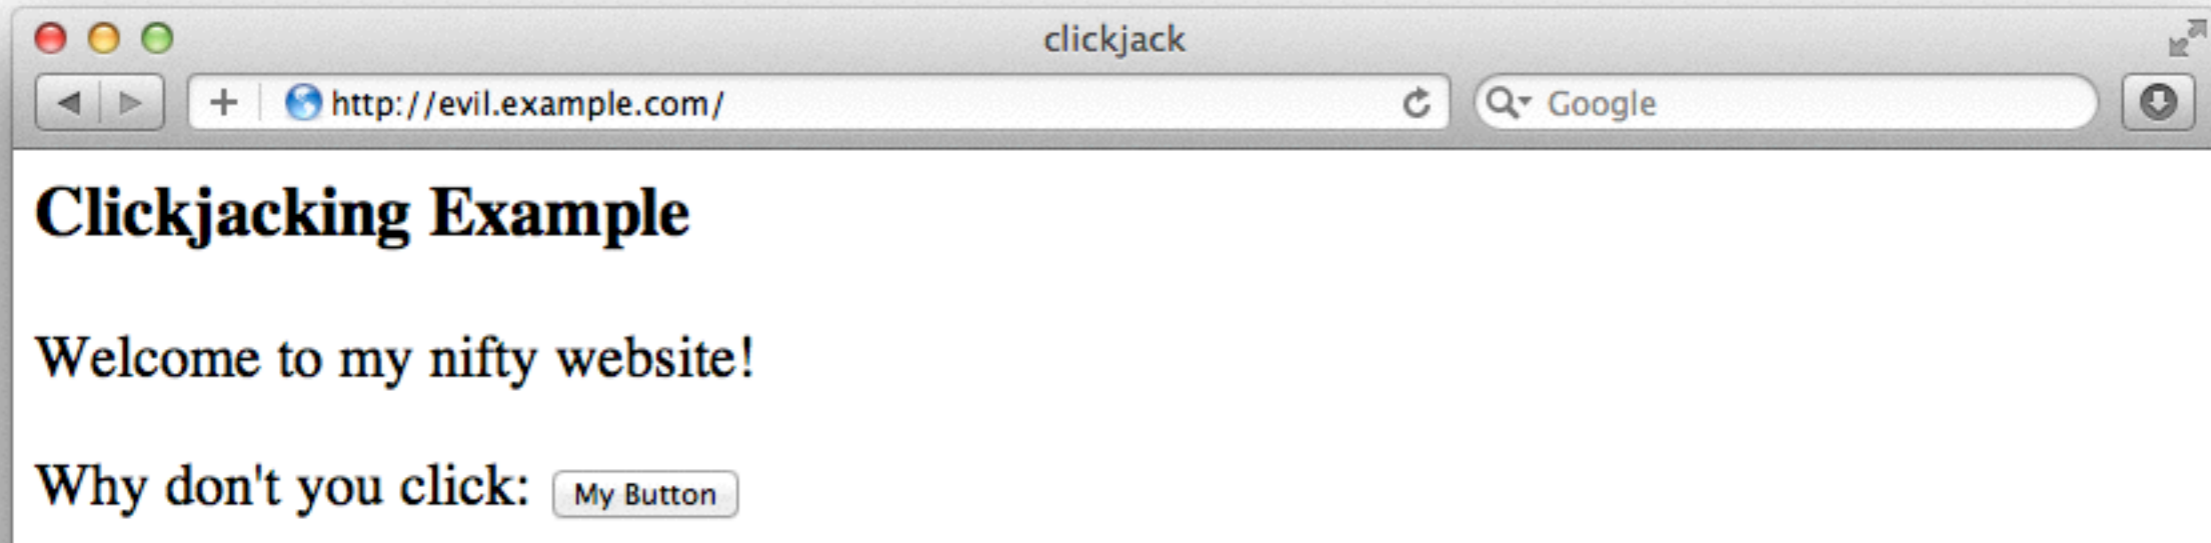 clickjack
http://evil.example.com/
Google
Clickjacking Example
Welcome to my nifty website!
Why don't you click: My Button